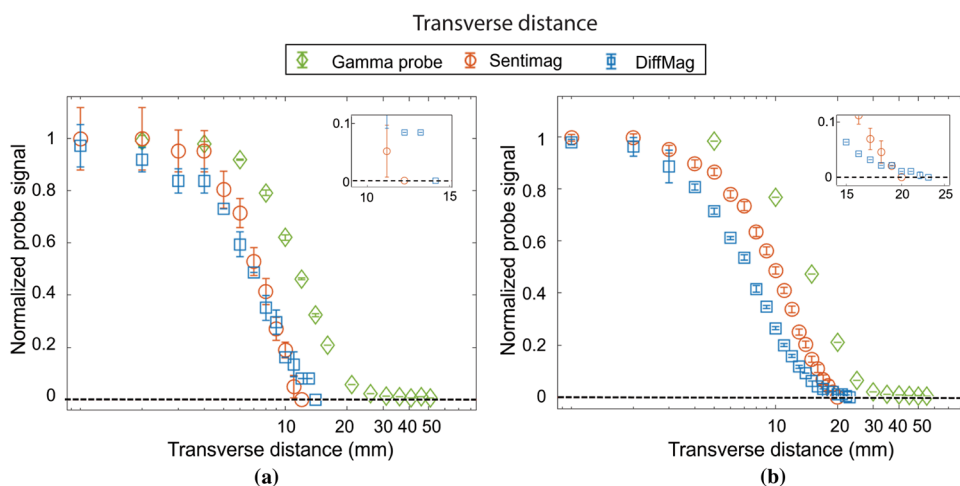 Transverse distance
Gamma probe Sentimag DiffMag
Normalized probe signal
1
0.8
0.6
0.4
0.2
0
10 20 30 40 50
Transverse distance (mm)
0.1
0
10 15
(a)
Normalized probe signal
1
0.8
0.6
0.4
0.2
0
10 20 30 40 50
Transverse distance (mm)
0.1
0
15 20 25
(b)